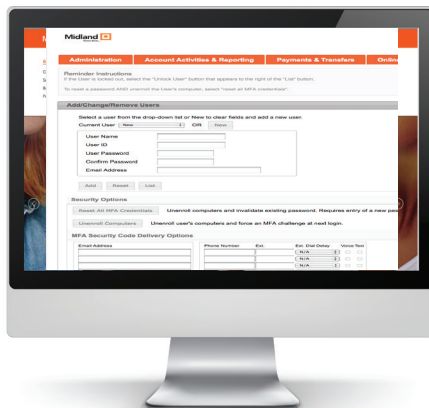 Midland
Administration Account Activities & Reporting Payments & Transfers Onlin
Reminder Instructions
If the User is locked out, select the "Unlock User" button that appears to the right of the "List" button.
To reset a password AND unenroll the User's computer, select "reset all MFA credentials".
Add/Change/Remove Users
Select a user from the drop-down list or New to clear fields and add a new user.
Current User New OR New
User Name
User ID
User Password
Confirm Password
Email Address
Add Reset List
Security Options
Reset All MFA Credentials Unenroll computers and invalidate existing password. Requires entry of a new pas
Unenroll Computers Unenroll user's computer and force an MFA challenge at next login.
MFA Security Code Delivery Options
Email Address Phone Number Ext. Ext. Dial Delay Voice Text
N/A
N/A
N/A